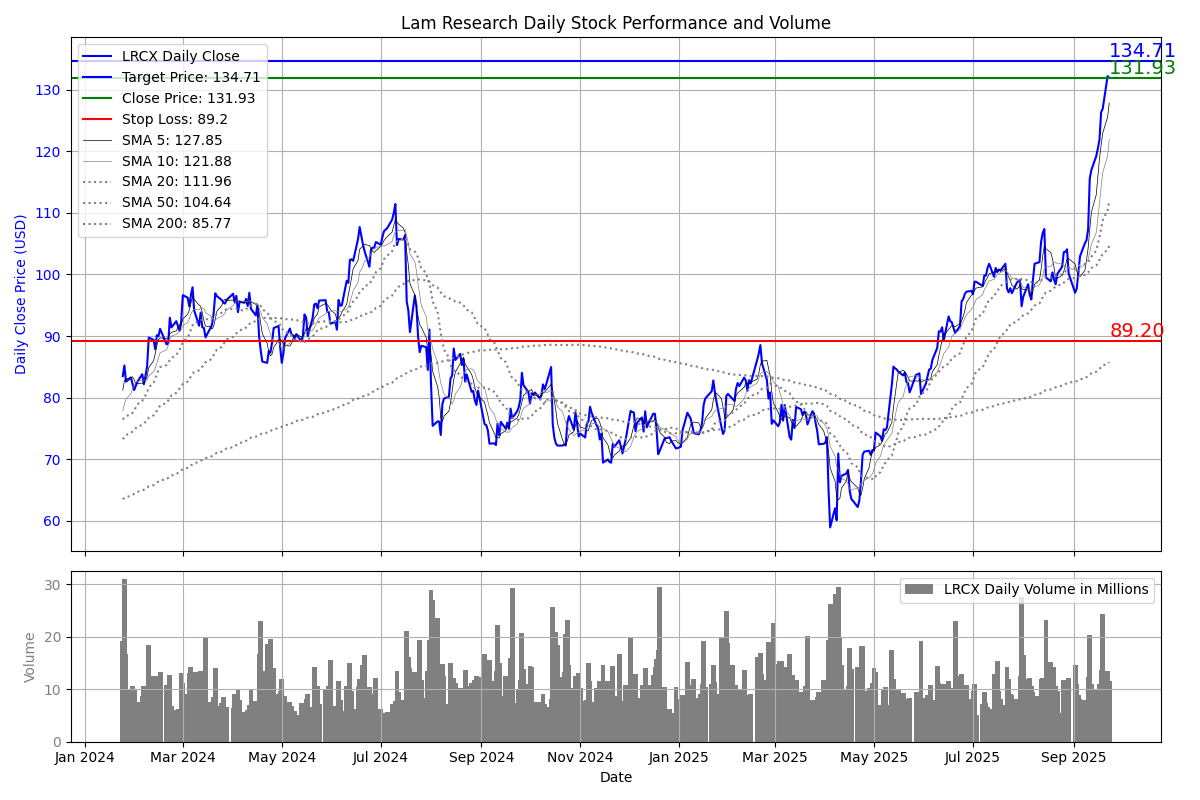 Lam Research Daily Stock Performance and Volume
134.71
131.93
LRCX Daily Close
Target Price: 134.71
Close Price: 131.93
Stop Loss: 89.2
SMA 5: 127.85
SMA 10: 121.88
SMA 20: 111.96
SMA 50: 104.64
SMA 200: 85.77
89.20
Daily Close Price (USD)
130
120
110
100
90
80
70
60
LRCX Daily Volume in Millions
Volume
30
20
10
0
Jan 2024 Mar 2024 May 2024 Jul 2024 Sep 2024 Nov 2024 Jan 2025 Mar 2025 May 2025 Jul 2025 Sep 2025
Date